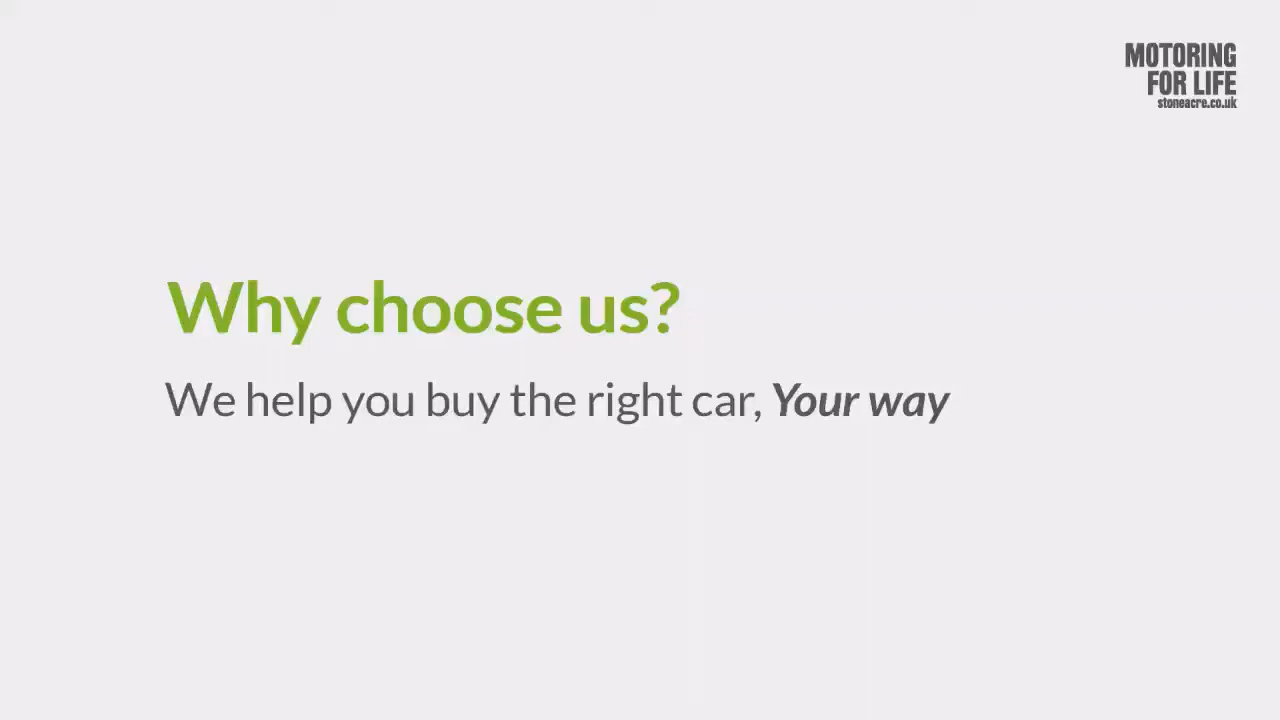 MOTORING
FOR LIFE
stoneacre.co.uk
Why choose us?
We help you buy the right car, Your way